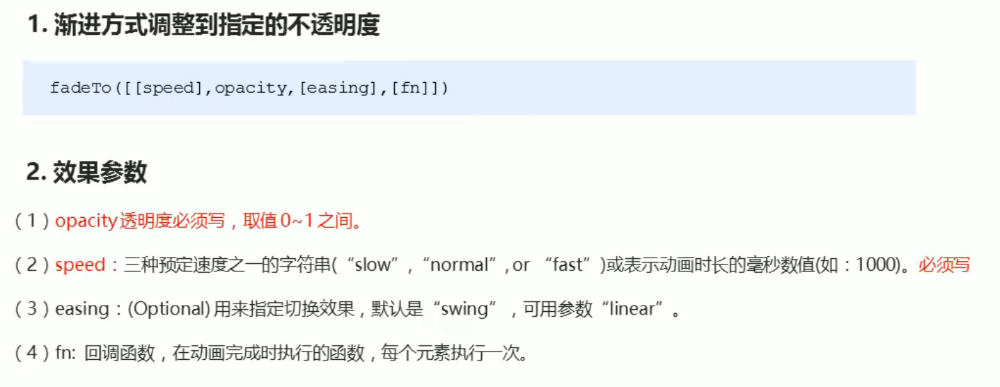 1. 渐进方式调整到指定的不透明度
fadeTo([[speed],opacity,[easing],[fn]])
2. 效果参数
（1）opacity透明度必须写，取值0~1之间。
（2）speed：三种预定速度之一的字符串(“slow”,“normal”, or “fast”)或表示动画时长的毫秒数值(如：1000)。必须写
（3）easing：(Optional) 用来指定切换效果，默认是“swing”，可用参数“linear”。
（4）fn: 回调函数，在动画完成时执行的函数，每个元素执行一次。